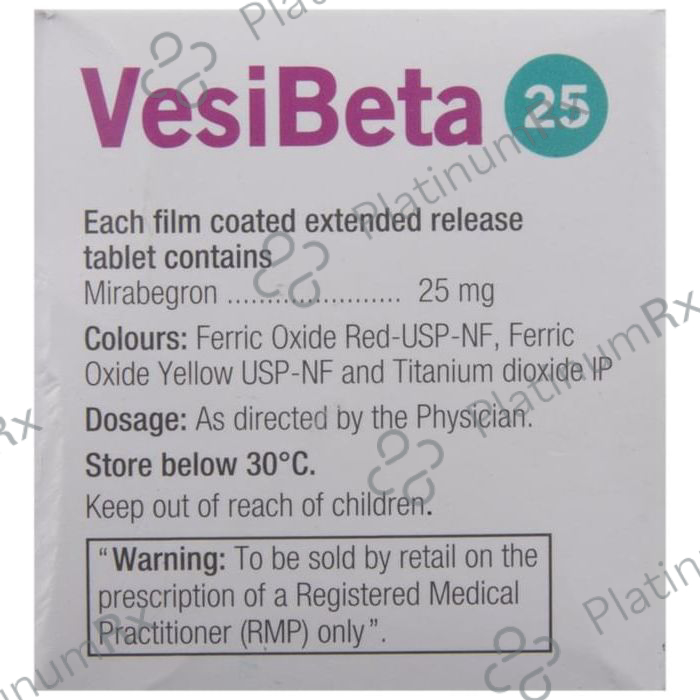 VesiBeta 25
Each film coated extended release
tablet contains
Mirabegron ...................... 25 mg
Colours: Ferric Oxide Red-USP-NF, Ferric
Oxide Yellow USP-NF and Titanium dioxide IP
Dosage: As directed by the Physician.
Store below 30°C.
Keep out of reach of children.
“Warning: To be sold by retail on the
prescription of a Registered Medical
Practitioner (RMP) only”.
PlatinumRx